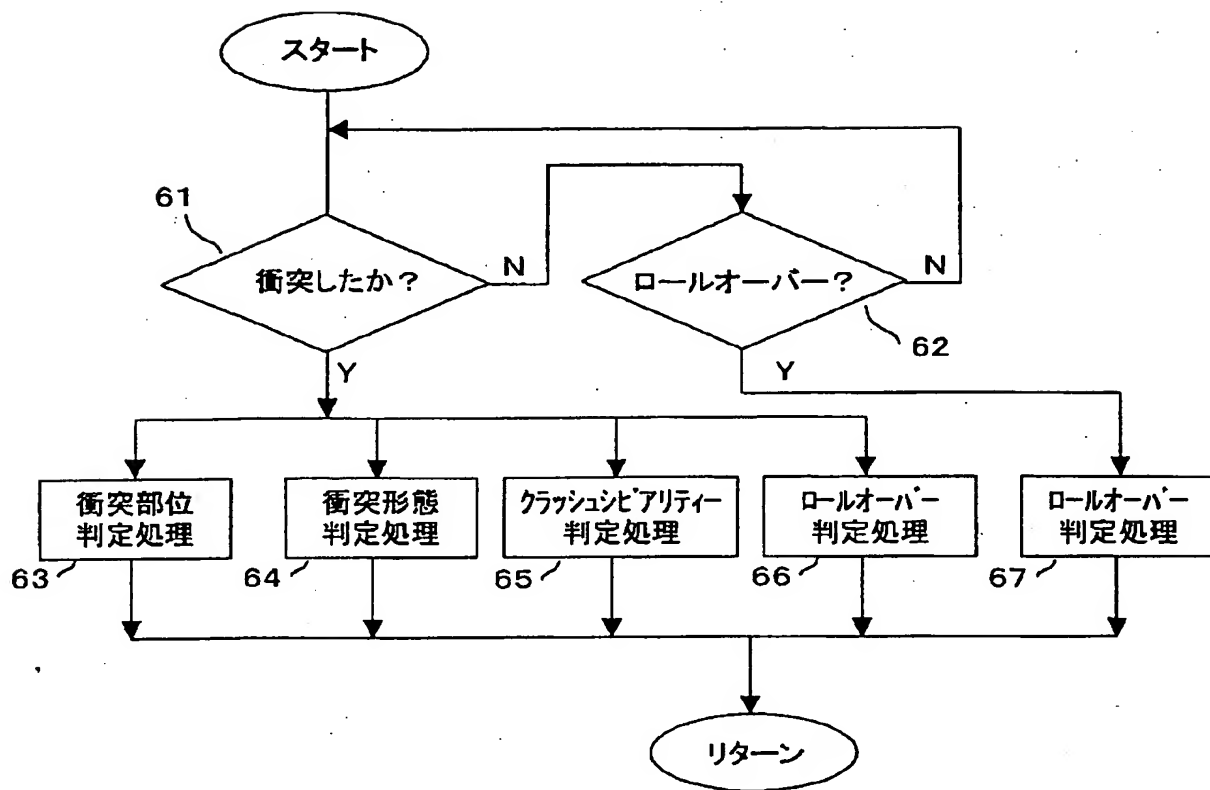 スタート
61
衝突したか？
N
ロールオーバー？
N
62
Y
Y
衝突部位
判定処理
63
衝突形態
判定処理
64
クラッシュシビアリティー
判定処理
65
ロールオーバー
判定処理
66
ロールオーバー
判定処理
67
リターン